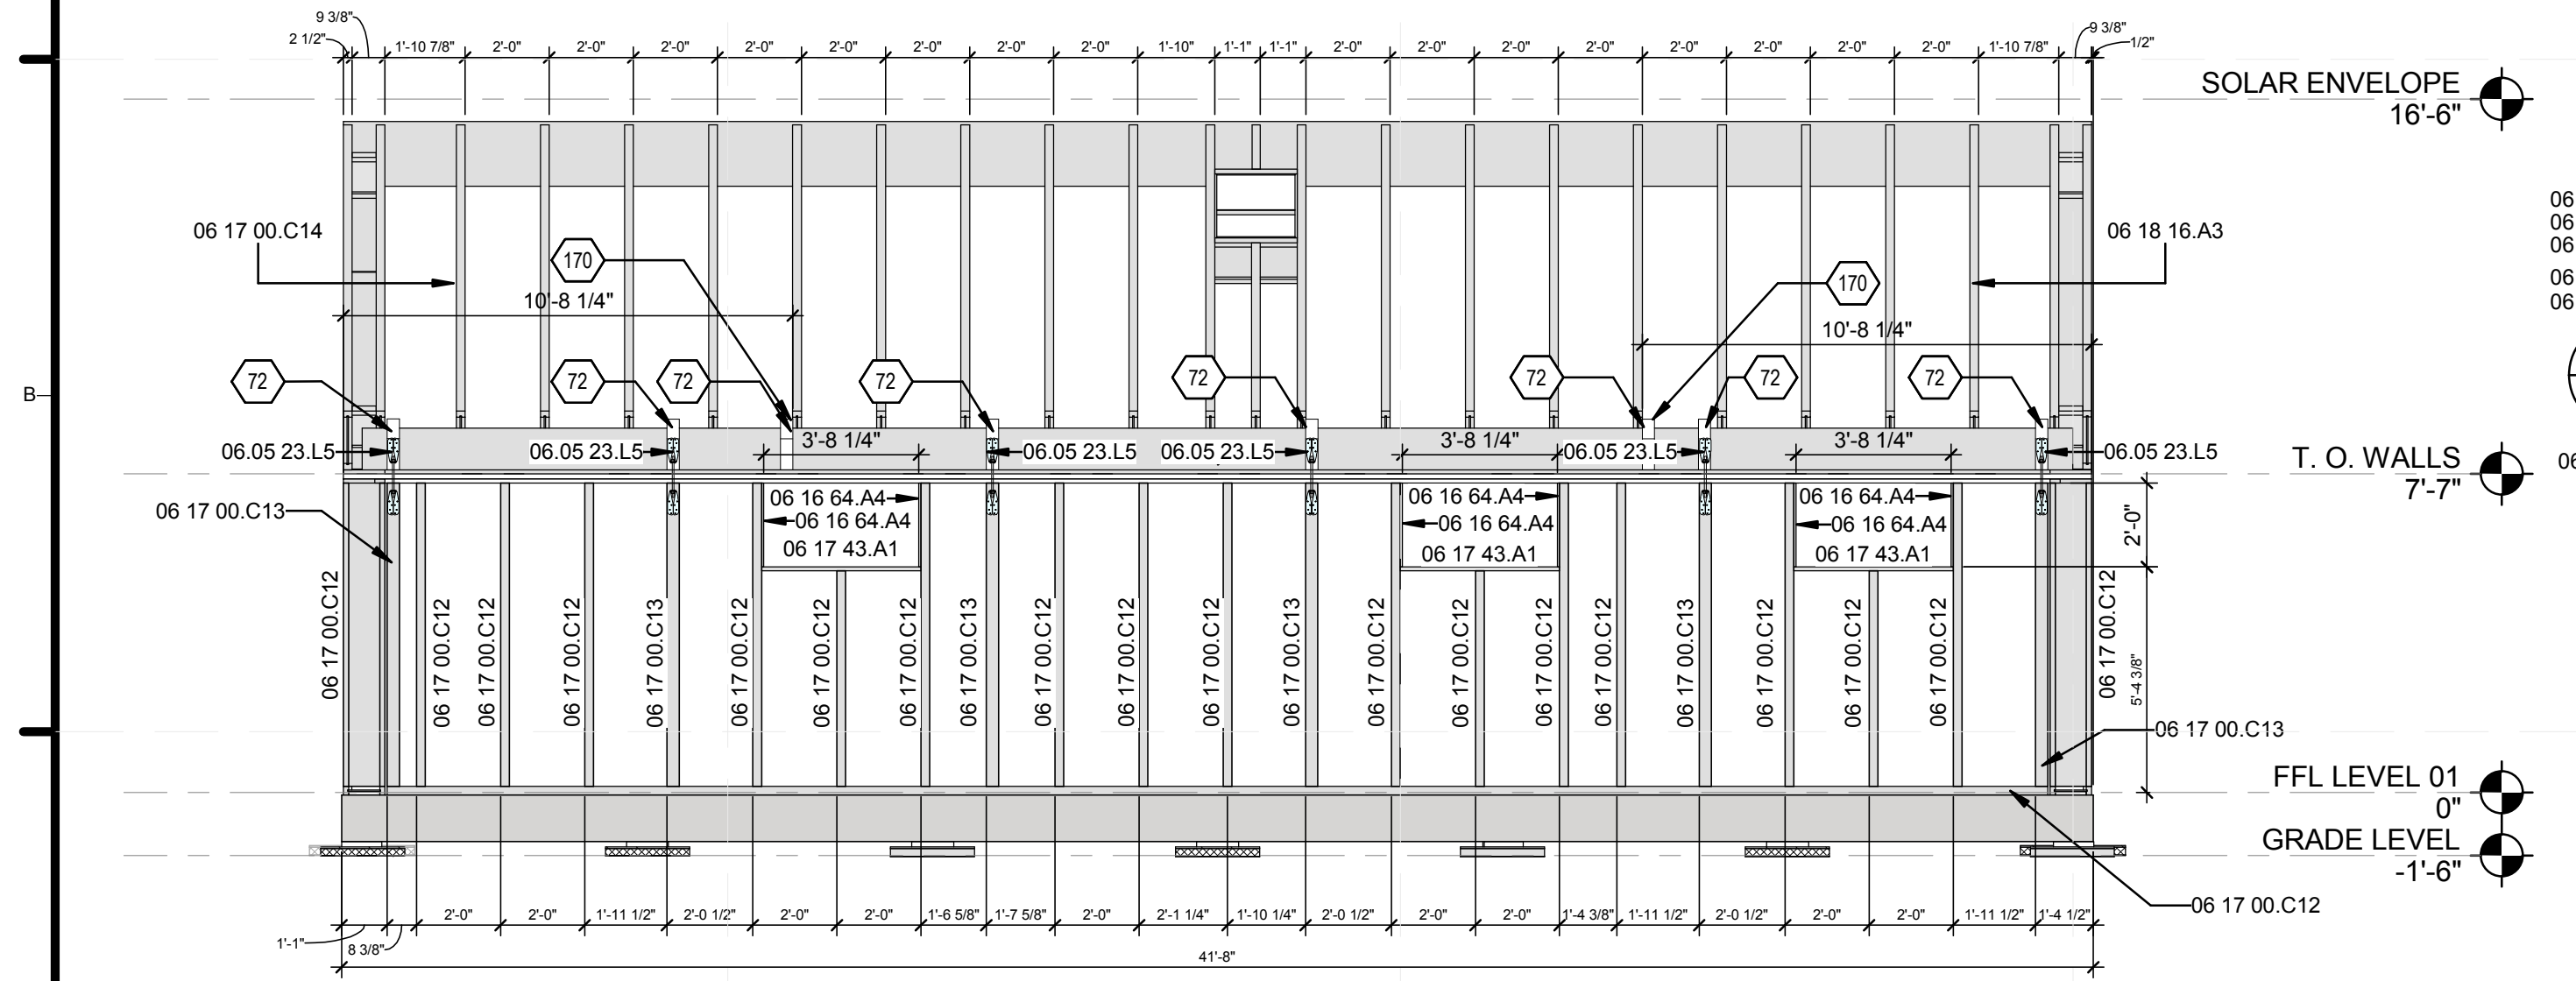 9 3/8"
2 1/2"
1'-10 7/8" 2'-0" 2'-0" 2'-0" 2'-0" 2'-0" 2'-0" 2'-0" 2'-0" 1'-10" 1'-1" 1'-1" 2'-0" 2'-0" 2'-0" 2'-0" 2'-0" 2'-0" 2'-0" 2'-0" 1'-10 7/8"
9 3/8"
1/2"
SOLAR ENVELOPE
16'-6"
06
06
06
06
06
06 17 00.C14
170
10'-8 1/4"
06 18 16.A3
170
10'-8 1/4"
B
72 72 72 72 72 72 72 72
06.05 23.L5 06.05 23.L5 3'-8 1/4" 06.05 23.L5 06.05 23.L5 3'-8 1/4" 06.05 23.L5 3'-8 1/4" 06.05 23.L5
T. O. WALLS
7'-7"
06
06 17 00.C13
06 16 64.A4
06 16 64.A4
06 17 43.A1
06 16 64.A4
06 16 64.A4
06 17 43.A1
06 16 64.A4
06 16 64.A4
06 17 43.A1
2'-0"
06 17 00.C12
06 17 00.C12
06 17 00.C12
06 17 00.C12
06 17 00.C13
06 17 00.C12
06 17 00.C12
06 17 00.C12
06 17 00.C13
06 17 00.C12
06 17 00.C12
06 17 00.C12
06 17 00.C13
06 17 00.C12
06 17 00.C12
06 17 00.C12
06 17 00.C12
06 17 00.C13
06 17 00.C12
06 17 00.C12
06 17 00.C12
06 17 00.C12
5'-4 3/8"
06 17 00.C13
FFL LEVEL 01
0"
GRADE LEVEL
-1'-6"
06 17 00.C12
1'-1"
8 3/8"
2'-0" 2'-0" 1'-11 1/2" 2'-0 1/2" 2'-0" 2'-0" 1'-6 5/8" 1'-7 5/8" 2'-0" 2'-1 1/4" 1'-10 1/4" 2'-0 1/2" 2'-0" 2'-0" 1'-4 3/8" 1'-11 1/2" 2'-0 1/2" 2'-0" 2'-0" 1'-11 1/2" 1'-4 1/2"
41'-8"